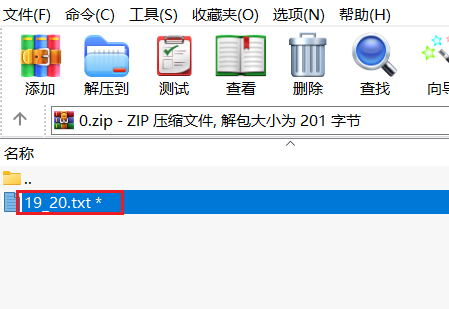 文件(F) 命令(C) 工具(S) 收藏夹(O) 选项(N) 帮助(H)
添加 解压到 测试 查看 删除 查找 向导
0.zip - ZIP 压缩文件, 解包大小为 201 字节
名称
..
19_20.txt *